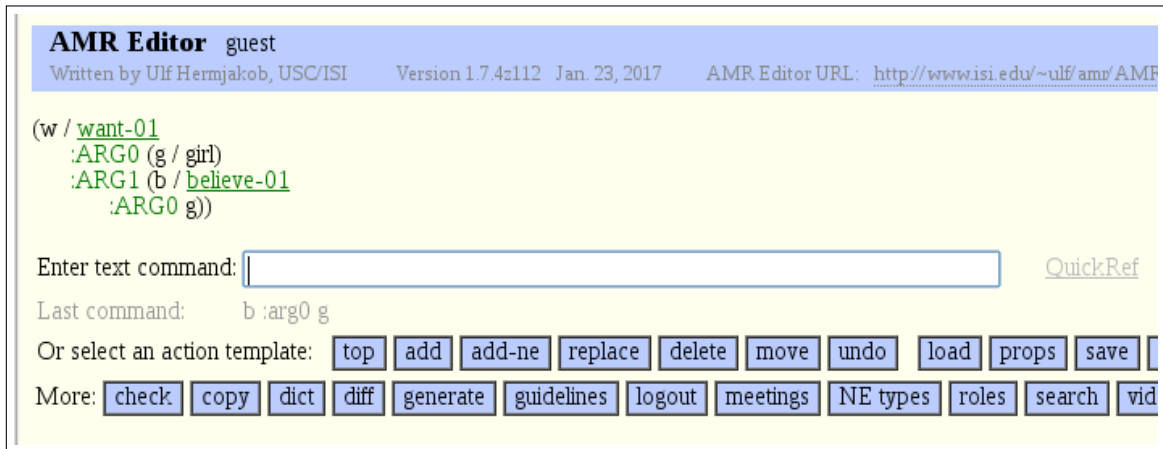 AMR Editor guest
Written by Ulf Hermjakob, USC/ISI Version 1.7.4z112 Jan. 23, 2017 AMR Editor URL: http://www.isi.edu/~ulf/amr/AMR
(w / want-01
:ARG0 (g / girl)
:ARG1 (b / believe-01
:ARG0 g))
Enter text command: QuickRef
Last command: b :arg0 g
Or select an action template: top add add-ne replace delete move undo load props save
More: check copy dict diff generate guidelines logout meetings NE types roles search vid